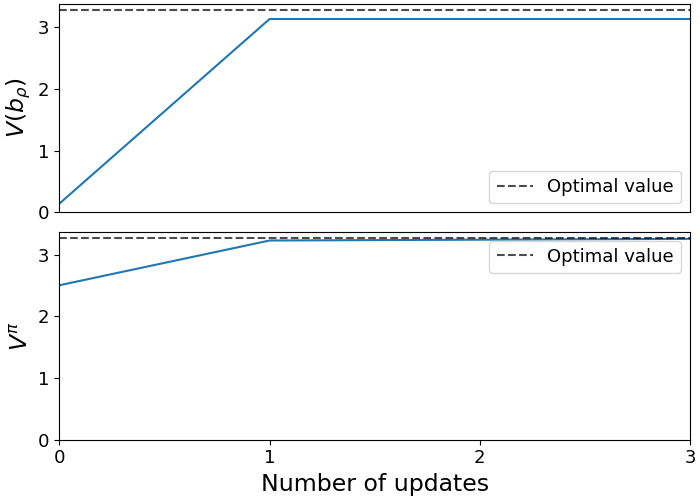 3
2
1
0
V(b_ρ)
Optimal value
3
2
1
0
V^π
Optimal value
0 1 2 3
Number of updates